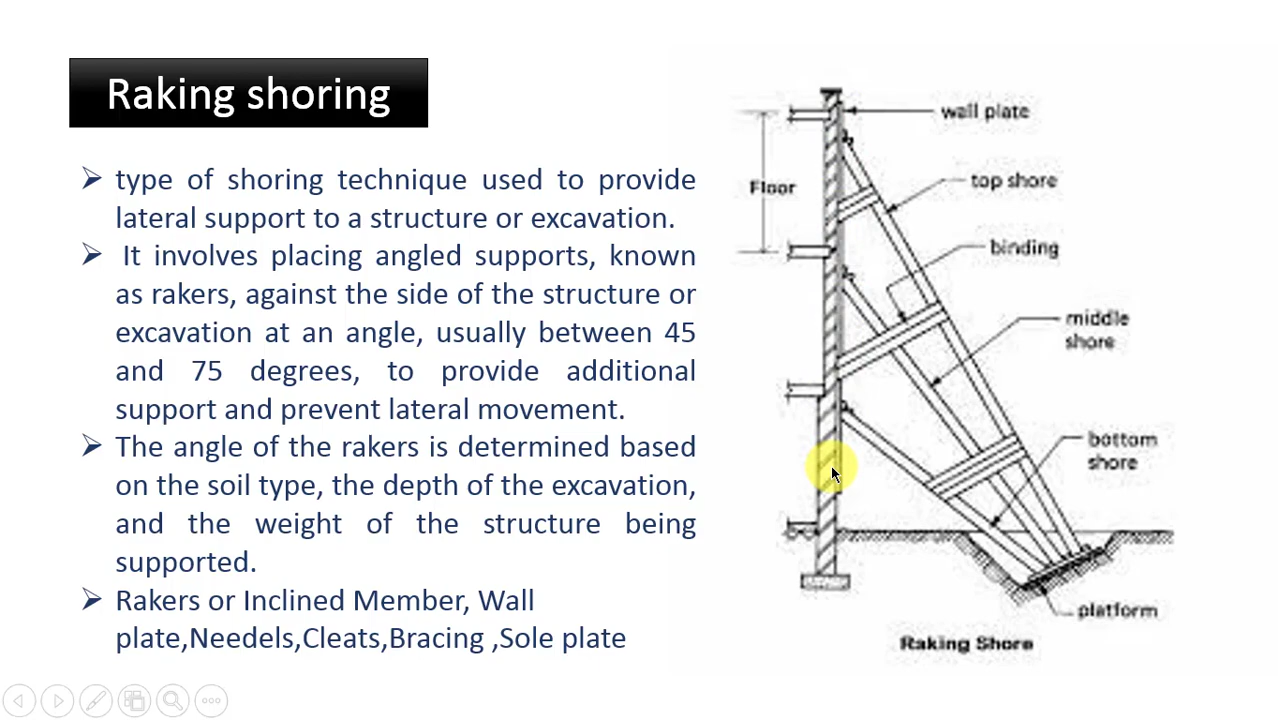 Raking shoring
➢ type of shoring technique used to provide
lateral support to a structure or excavation.
➢ It involves placing angled supports, known
as rakers, against the side of the structure or
excavation at an angle, usually between 45
and 75 degrees, to provide additional
support and prevent lateral movement.
➢ The angle of the rakers is determined based
on the soil type, the depth of the excavation,
and the weight of the structure being
supported.
➢ Rakers or Inclined Member, Wall
plate,Needels,Cleats,Bracing ,Sole plate
wall plate
top shore
Floor
binding
middle
shore
bottom
shore
platform
Raking Shore